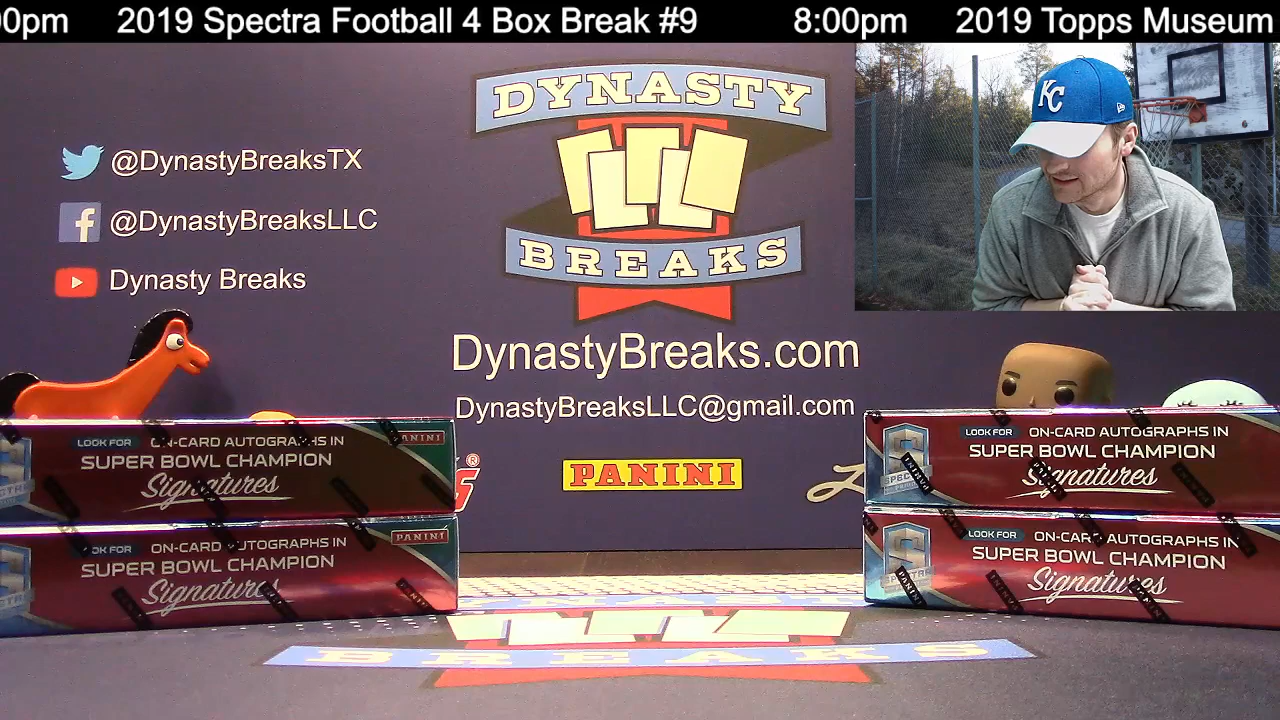 0pm 2019 Spectra Football 4 Box Break #9 8:00pm 2019 Topps Museum
KC
DYNASTY
BREAKS
@DynastyBreaksTX
@DynastyBreaksLLC
Dynasty Breaks
DynastyBreaks.com
DynastyBreaksLLC@gmail.com
PANINI
LOOK FOR ON-CARD AUTOGRAPHS IN
SUPER BOWL CHAMPION
Signatures
PANINI
LOOK FOR ON-CARD AUTOGRAPHS IN
SUPER BOWL CHAMPION
Signatures
PANINI
LOOK FOR ON-CARD AUTOGRAPHS IN
SUPER BOWL CHAMPION
Signatures
SPECTRA
LOOK FOR ON-CARD AUTOGRAPHS IN
SUPER BOWL CHAMPION
Signatures
SPECTRA
BREAKS